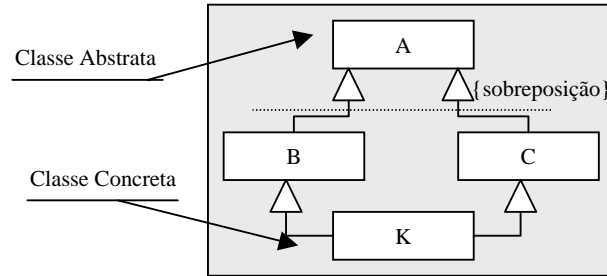 A
Classe Abstrata
{sobreposição}
B
C
Classe Concreta
K